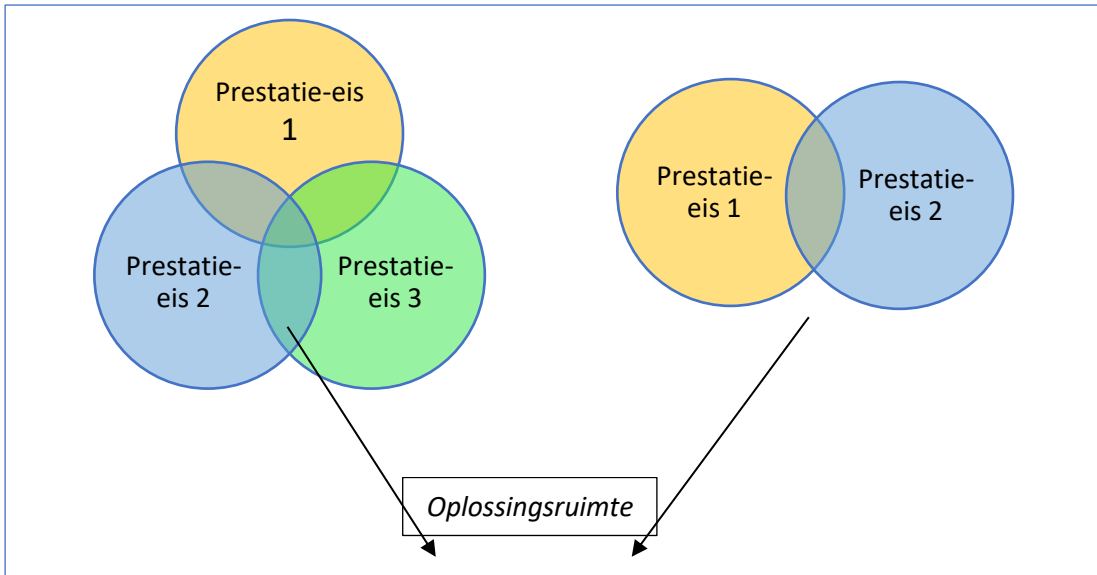 Prestatie-eis
1
Prestatie-
eis 2
Prestatie-
eis 3
Prestatie-
eis 1
Prestatie-
eis 2
Oplossingsruimte